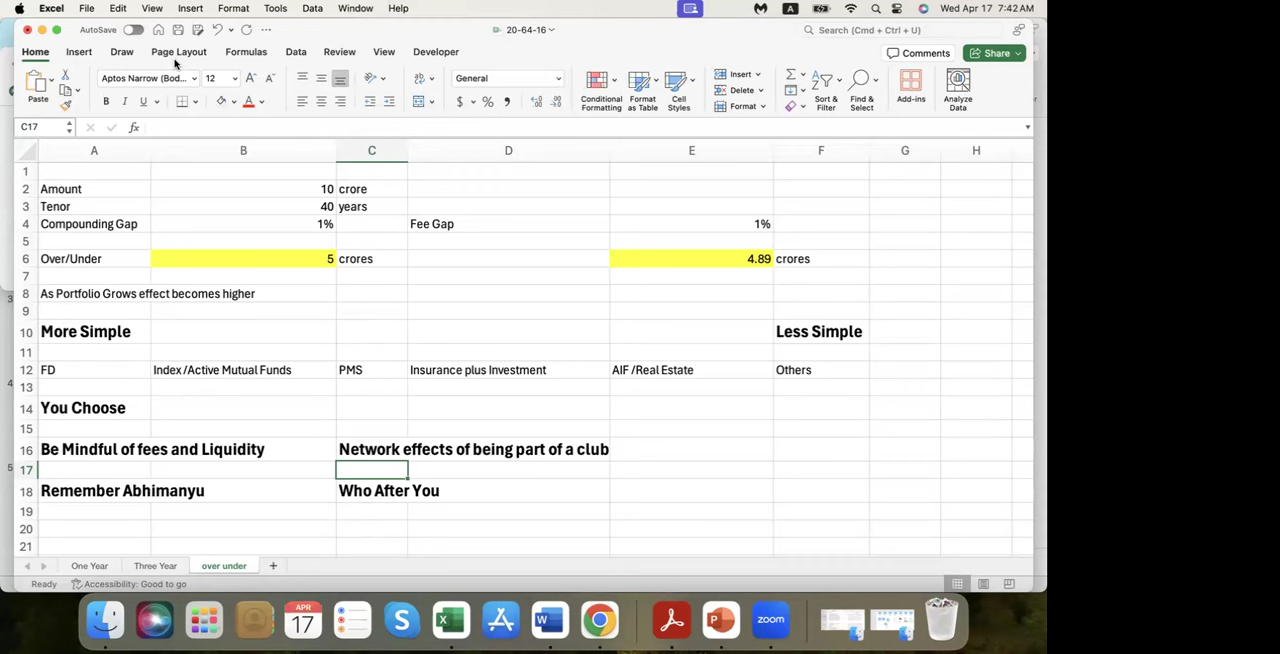 Excel File Edit View Insert Format Tools Data Window Help A Wed Apr 17 7:42 AM
AutoSave 20-64-16 Search (Cmd + Ctrl + U)
Home Insert Draw Page Layout Formulas Data Review View Automate Developer Comments Share
Paste Aptos Narrow (Bod... 12 A A General Conditional Formatting Format as Table Cell Styles Insert Delete Format Sort & Filter Find & Select Add-ins Analyze Data
B I U A $ %
C17 fx
A B C D E F G H
1
2 Amount 10 crore
3 Tenor 40 years
4 Compounding Gap 1% Fee Gap 1%
5
6 Over/Under 5 crores 4.89 crores
7
8 As Portfolio Grows effect becomes higher
9
10 More Simple Less Simple
11
12 FD Index /Active Mutual Funds PMS Insurance plus Investment AIF /Real Estate Others
13
14 You Choose
15
16 Be Mindful of fees and Liquidity Network effects of being part of a club
17
18 Remember Abhimanyu Who After You
19
20
21
One Year Three Year over under +
Ready Accessibility: Good to go
APR
17
zoom